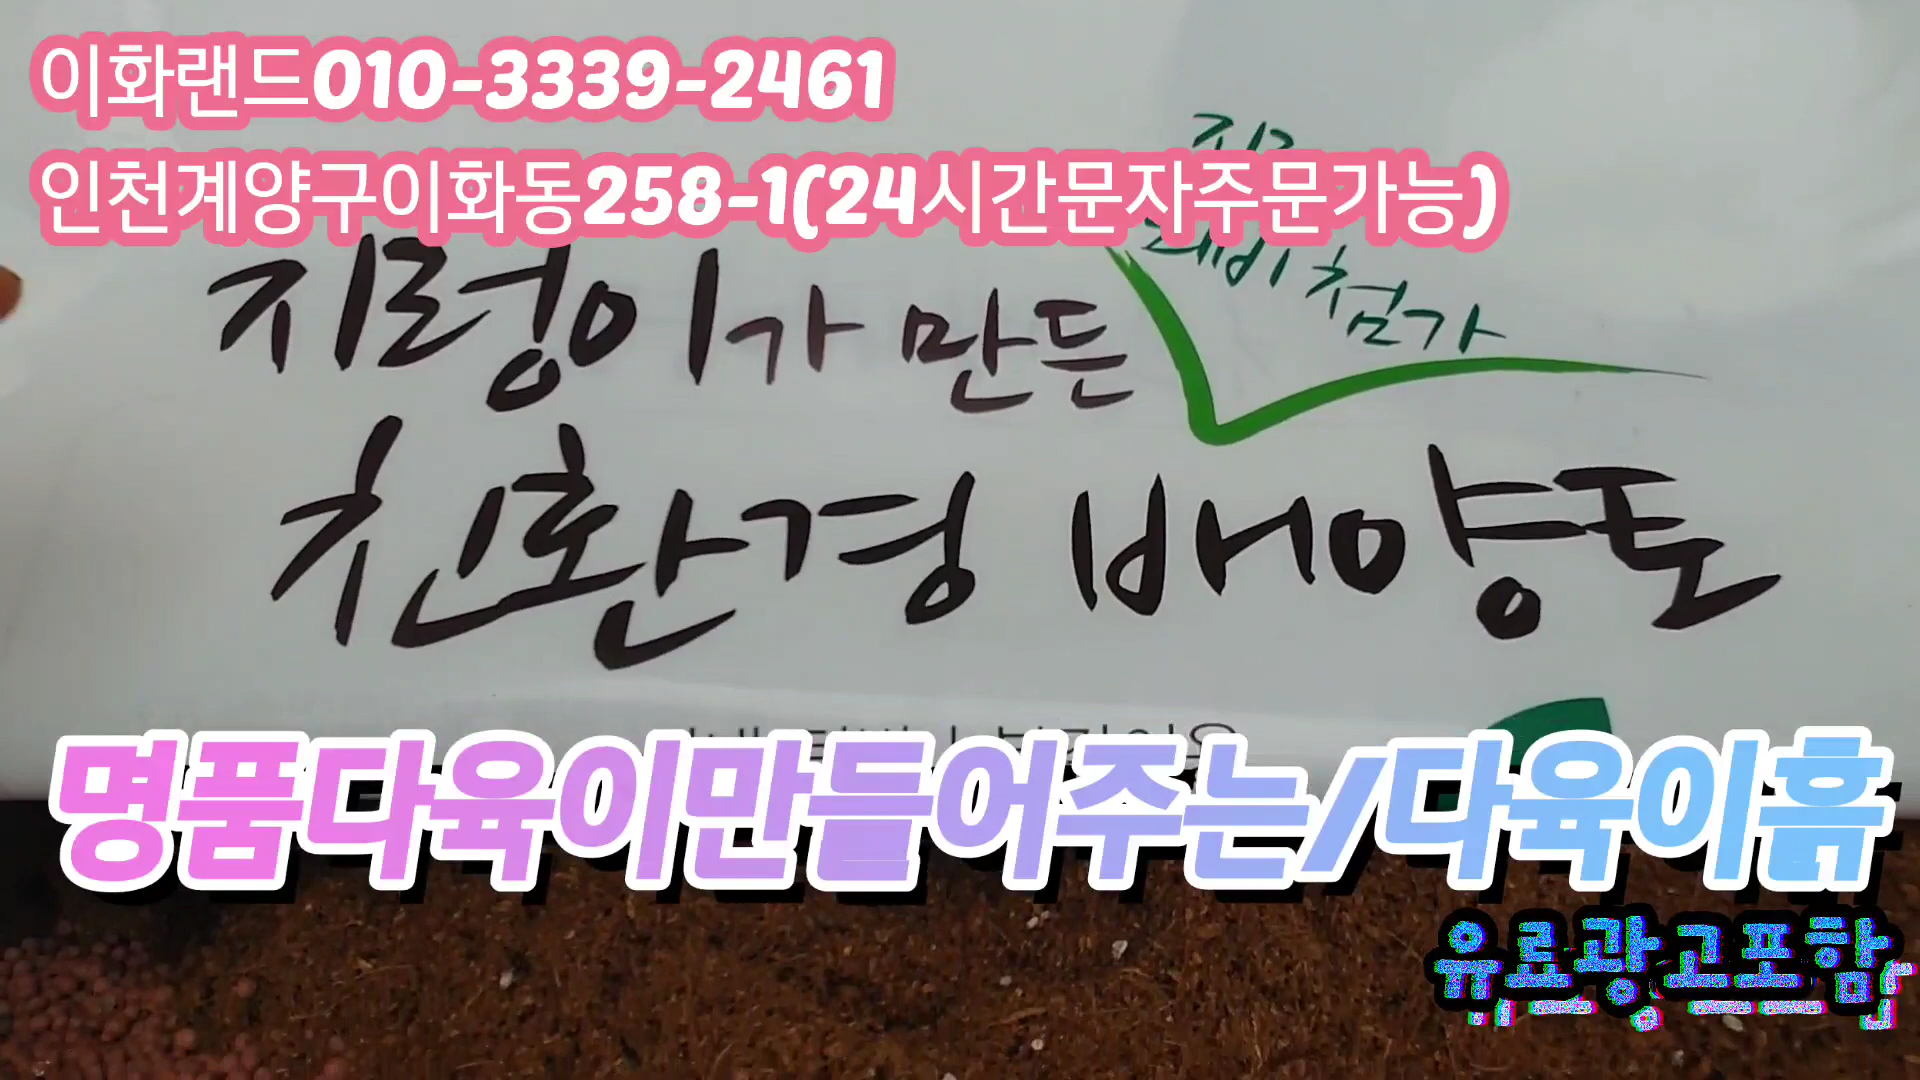 이화랜드010-3339-2461
인천계양구이화동258-1(24시간문자주문가능)
첨가
지렁이가 만든
친환경 배양토
명품다육이만들어주는/다육이흙
유료광고포함